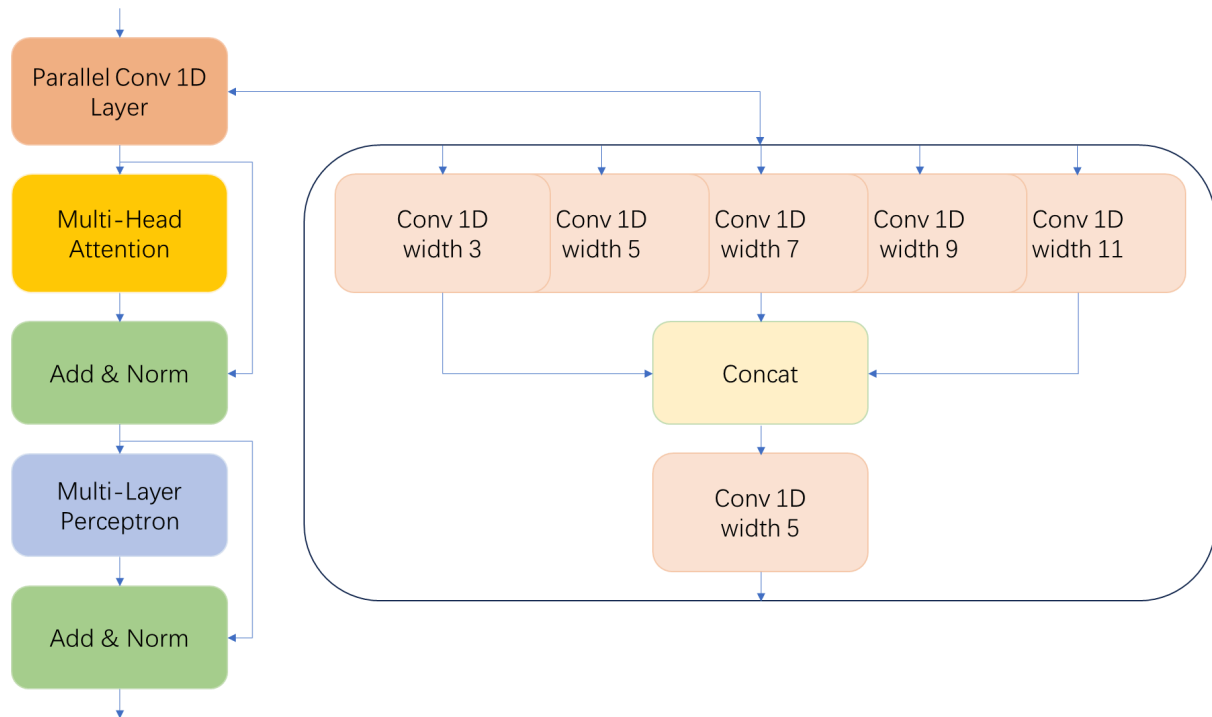 Parallel Conv 1D
Layer
Multi-Head
Attention
Add & Norm
Multi-Layer
Perceptron
Add & Norm
Conv 1D
width 3
Conv 1D
width 5
Conv 1D
width 7
Conv 1D
width 9
Conv 1D
width 11
Concat
Conv 1D
width 5